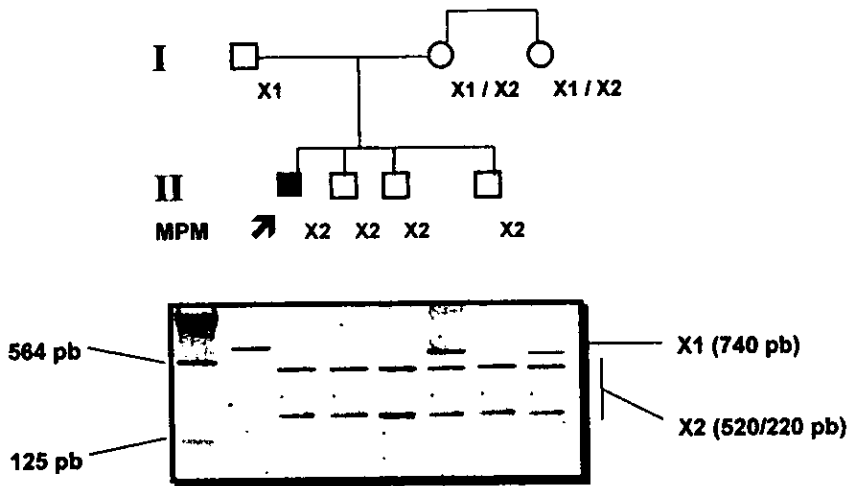 I
X1
X1 / X2
X1 / X2
II
MPM
X2
X2
X2
X2
564 pb
X1 (740 pb)
X2 (520/220 pb)
125 pb